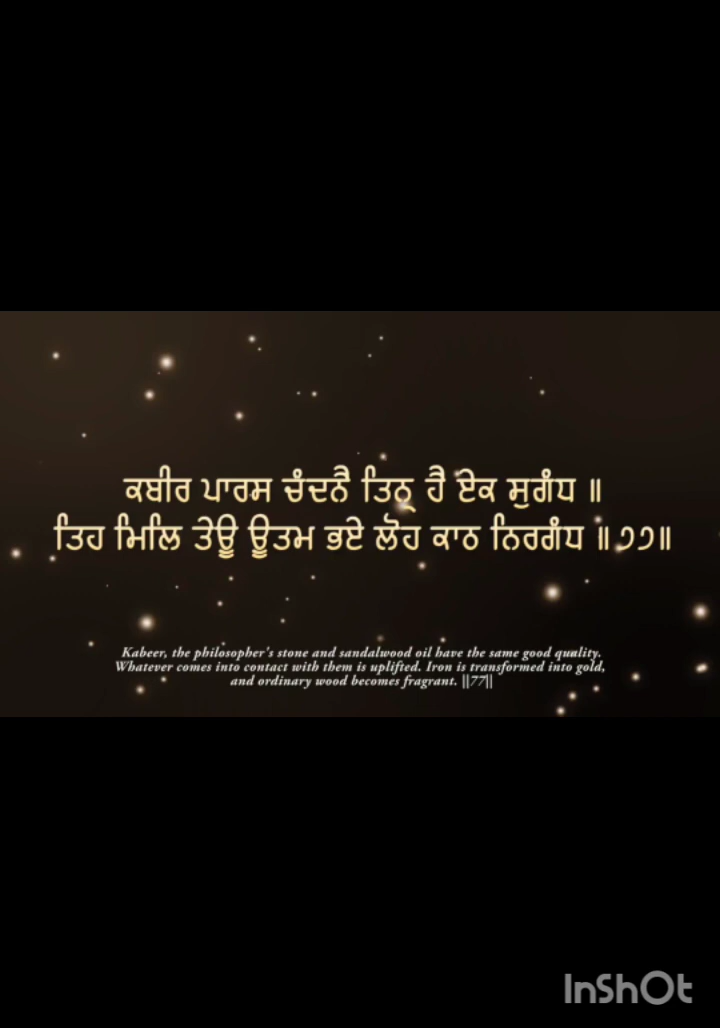 ਕਬੀਰ ਪਾਰਸ ਚੰਦਨੈ ਤਿਨ੍ਹ ਹੈ ਏਕ ਸੁਗੰਧ ॥
ਤਿਹ ਮਿਲਿ ਤੇਊ ਊਤਮ ਭਏ ਲੋਹ ਕਾਠ ਨਿਰਗੰਧ ॥੭੭॥
Kabeer, the philosopher's stone and sandalwood oil have the same good quality.
Whatever comes into contact with them is uplifted. Iron is transformed into gold,
and ordinary wood becomes fragrant. ||77||
InShOt